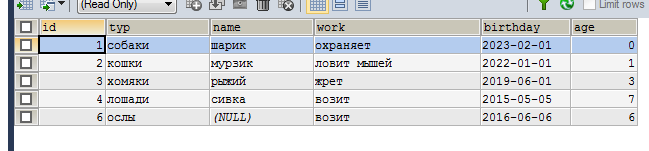 (Read Only) Limit rows
id typ name work birthday age
1 собаки шарик охраняет 2023-02-01 0
2 кошки мурзик ловит мышей 2022-01-01 1
3 хомяки рыжий жрет 2019-06-01 3
4 лошади сивка возит 2015-05-05 7
6 ослы (NULL) возит 2016-06-06 6